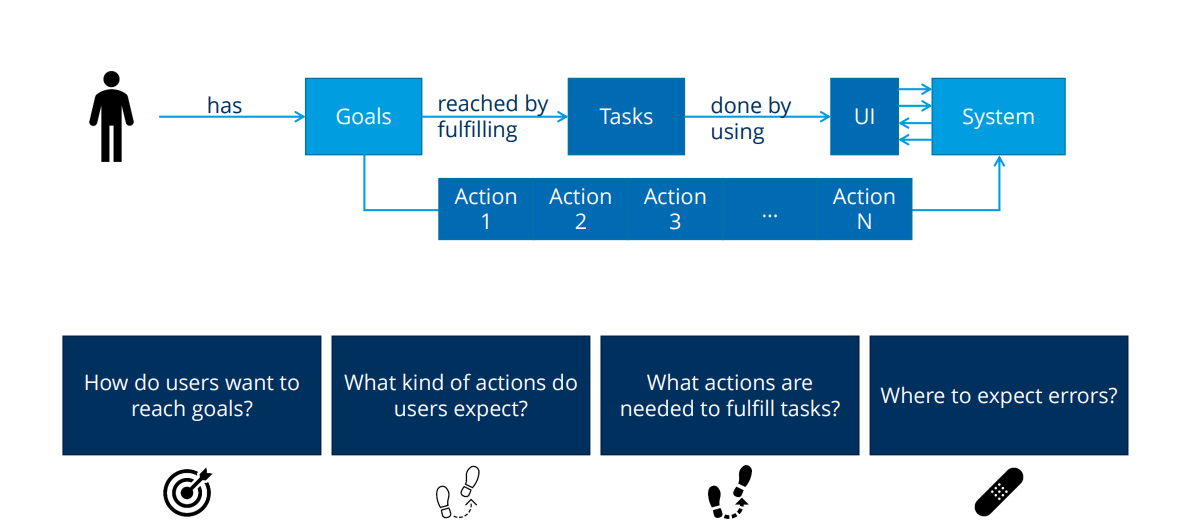 has
Goals
reached by
fulfilling
Tasks
done by
using
UI
System
Action
1
Action
2
Action
3
...
Action
N
How do users want to
reach goals?
What kind of actions do
users expect?
What actions are
needed to fulfill tasks?
Where to expect errors?